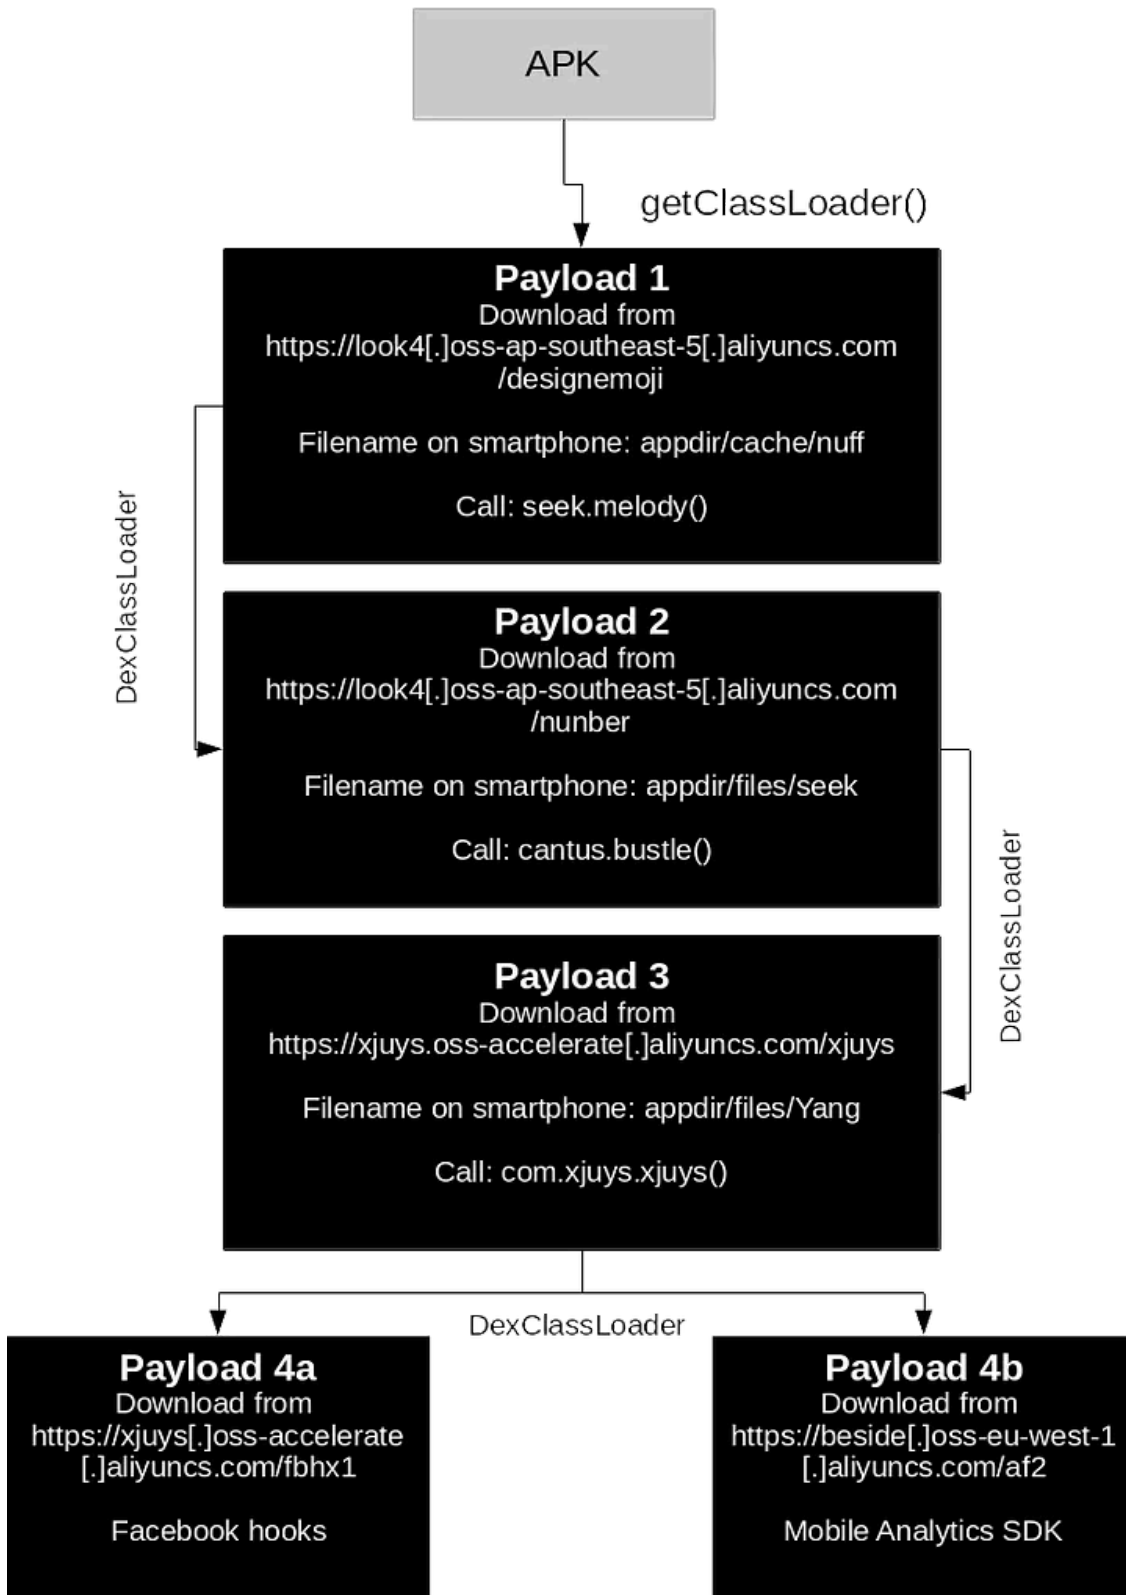 APK
getClassLoader()
Payload 1
Download from
https://look4[.]oss-ap-southeast-5[.]aliyuncs.com
/designemoji
Filename on smartphone: appdir/cache/nuff
Call: seek.melody()
DexClassLoader
Payload 2
Download from
https://look4[.]oss-ap-southeast-5[.]aliyuncs.com
/nunber
Filename on smartphone: appdir/files/seek
Call: cantus.bustle()
DexClassLoader
Payload 3
Download from
https://xjuys.oss-accelerate[.]aliyuncs.com/xjuys
Filename on smartphone: appdir/files/Yang
Call: com.xjuys.xjuys()
DexClassLoader
Payload 4a
Download from
https://xjuys[.]oss-accelerate
[.]aliyuncs.com/fbhx1
Facebook hooks
Payload 4b
Download from
https://beside[.]oss-eu-west-1
[.]aliyuncs.com/af2
Mobile Analytics SDK